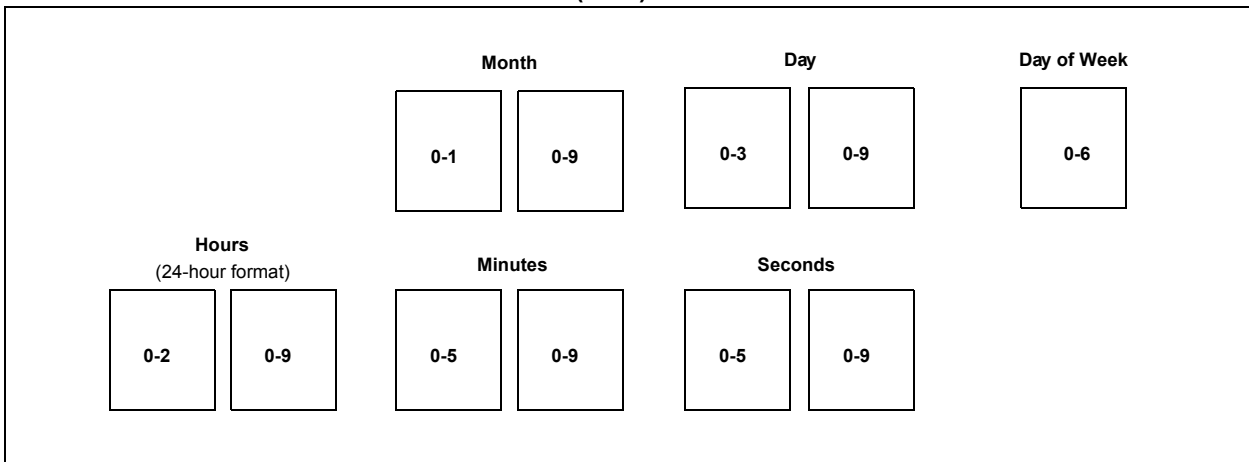 Month Day Day of Week
0-1 0-9 0-3 0-9 0-6
Hours
(24-hour format) Minutes Seconds
0-2 0-9 0-5 0-9 0-5 0-9